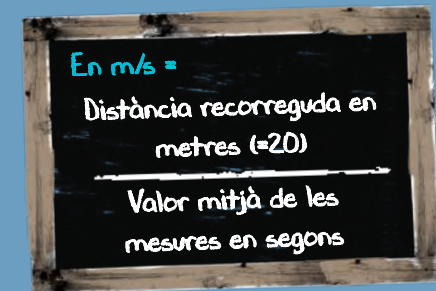 En m/s =
Distància recorreguda en
metres (=20)
Valor mitjà de les
mesures en segons